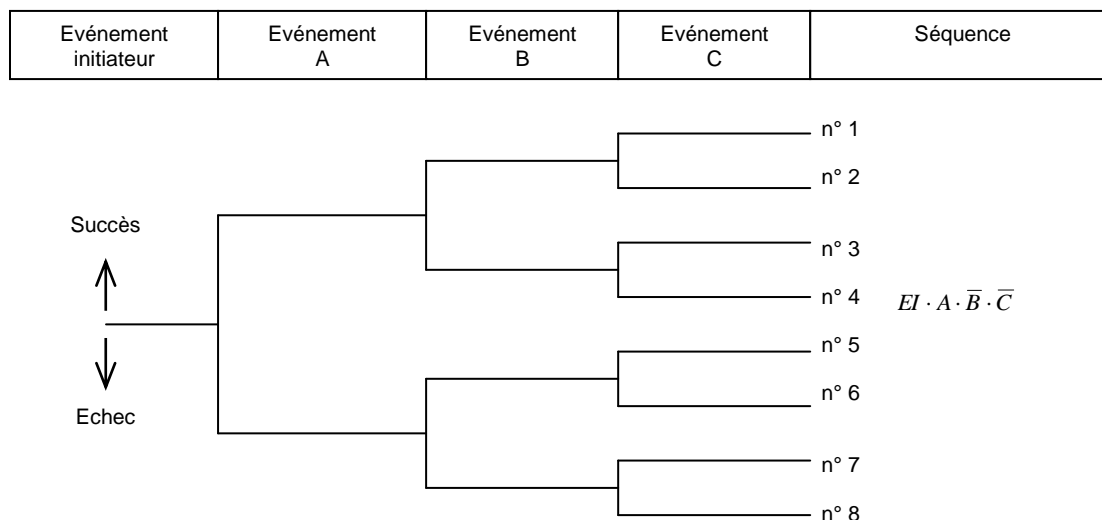 Evénement
initiateur
Evénement
A
Evénement
B
Evénement
C
Séquence
n° 1
n° 2
Succès
n° 3
n° 4 EI · A · B̅ · C̅
n° 5
n° 6
Echec
n° 7
n° 8